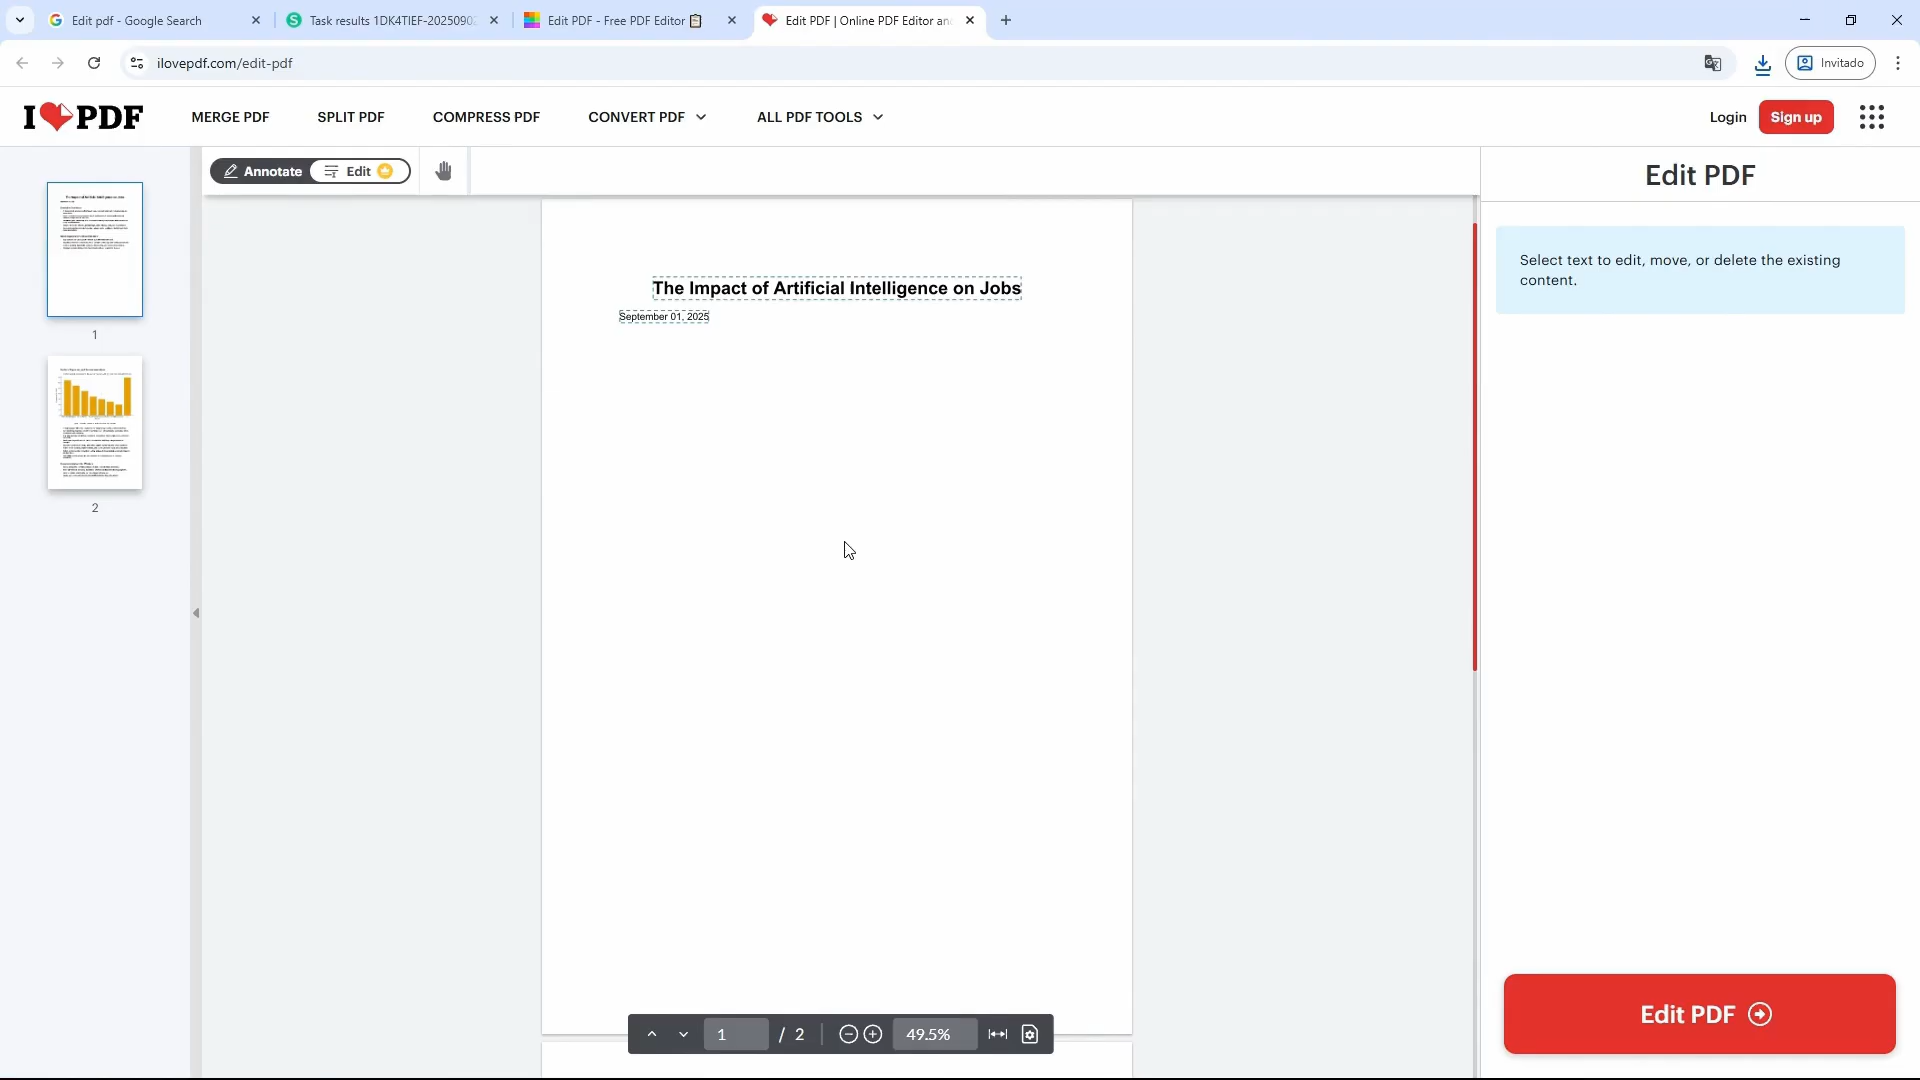 Edit pdf - Google Search
Task results 1DK4TIEF-2025090
Edit PDF - Free PDF Editor
Edit PDF | Online PDF Editor an
ilovepdf.com/edit-pdf
Invitado
I PDF
MERGE PDF
SPLIT PDF
COMPRESS PDF
CONVERT PDF
ALL PDF TOOLS
Login
Sign up
Annotate
Edit
Edit PDF
Select text to edit, move, or delete the existing
content.
The Impact of Artificial Intelligence on Jobs
September 01, 2025
1
2
1 / 2
49.5%
Edit PDF